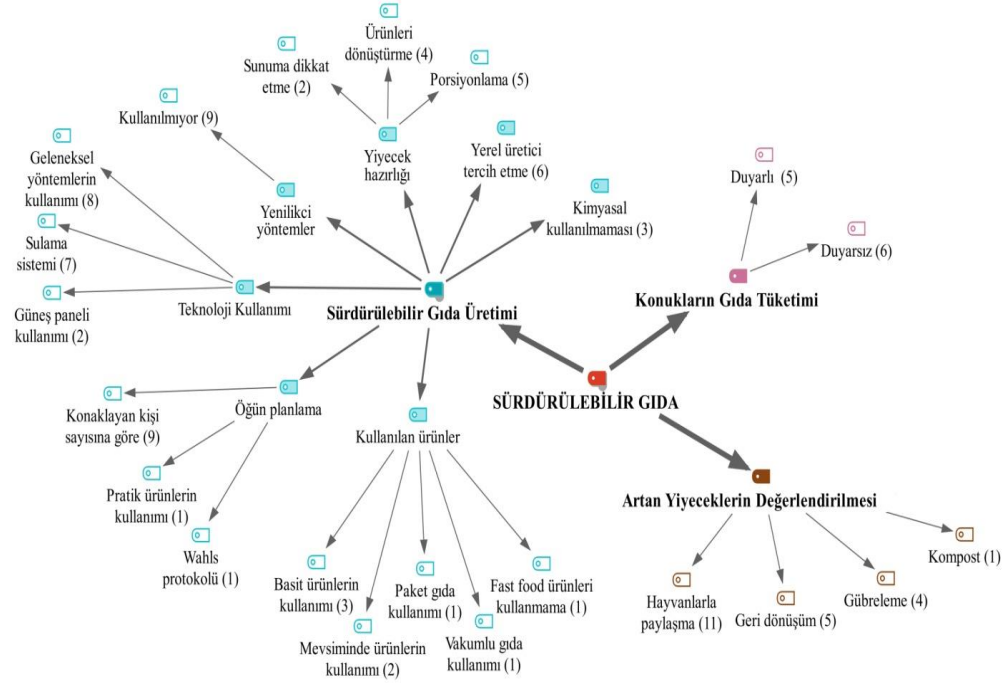 Ürünleri
dönüştürme (4)
Sunuma dikkat
etme (2)
Porsiyonlama (5)
Kullanılmıyor (9)
Geleneksel
yöntemlerin
kullanımı (8)
Yiyecek
hazırlığı
Yerel üretici
tercih etme (6)
Duyarlı (5)
Yenilikci
yöntemler
Kimyasal
kullanılmaması (3)
Sulama
sistemi (7)
Duyarsız (6)
Güneş paneli
kullanımı (2)
Teknoloji Kullanımı
Sürdürülebilir Gıda Üretimi
Konukların Gıda Tüketimi
SÜRDÜRÜLEBİLİR GIDA
Konaklayan kişi
sayısına göre (9)
Öğün planlama
Kullanılan ürünler
Pratik ürünlerin
kullanımı (1)
Artan Yiyeceklerin Değerlendirilmesi
Wahls
protokolü (1)
Basit ürünlerin
kullanımı (3)
Paket gıda
kullanımı (1)
Fast food ürünleri
kullanmama (1)
Mevsiminde ürünlerin
kullanımı (2)
Vakumlu gıda
kullanımı (1)
Hayvanlarla
paylaşma (11)
Geri dönüşüm (5)
Gübreleme (4)
Kompost (1)